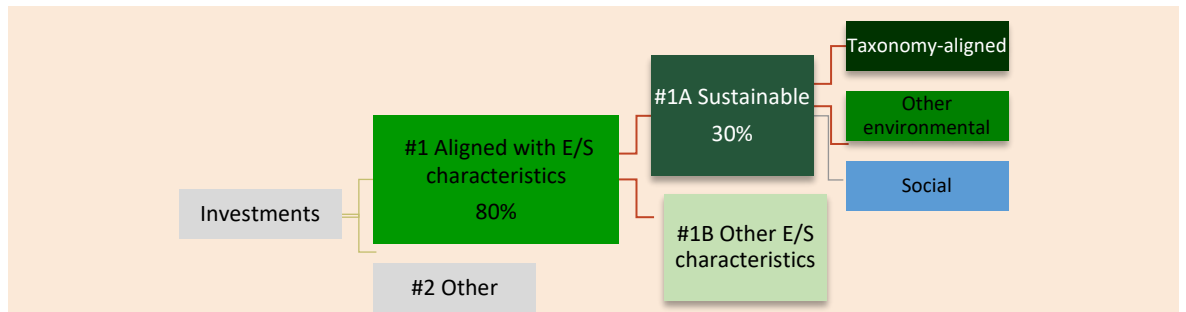 Investments
#1 Aligned with E/S
characteristics
80%
#2 Other
#1A Sustainable
30%
#1B Other E/S
characteristics
Taxonomy-aligned
Other
environmental
Social